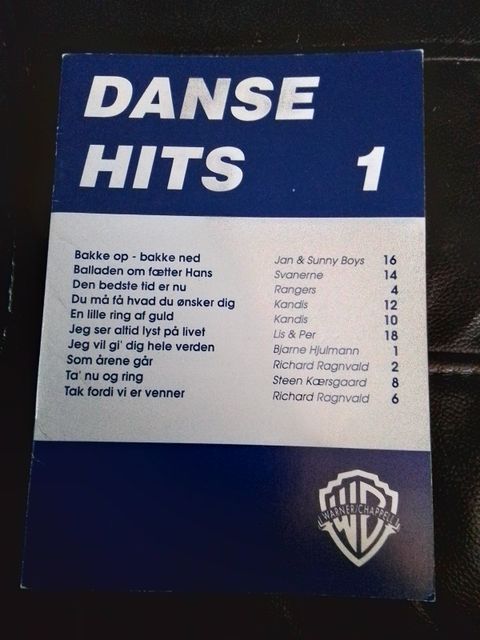 DANSE
HITS 1
Bakke op - bakke ned Jan & Sunny Boys 16
Balladen om fætter Hans Svanerne 14
Den bedste tid er nu Rangers 4
Du må få hvad du ønsker dig Kandis 12
En lille ring af guld Kandis 10
Jeg ser altid lyst på livet Lis & Per 18
Jeg vil gi' dig hele verden Bjarne Hjulmann 1
Som årene går Richard Ragnvald 2
Ta' nu og ring Steen Kærsgaard 8
Tak fordi vi er venner Richard Ragnvald 6
WB
WARNER/CHAPPELL